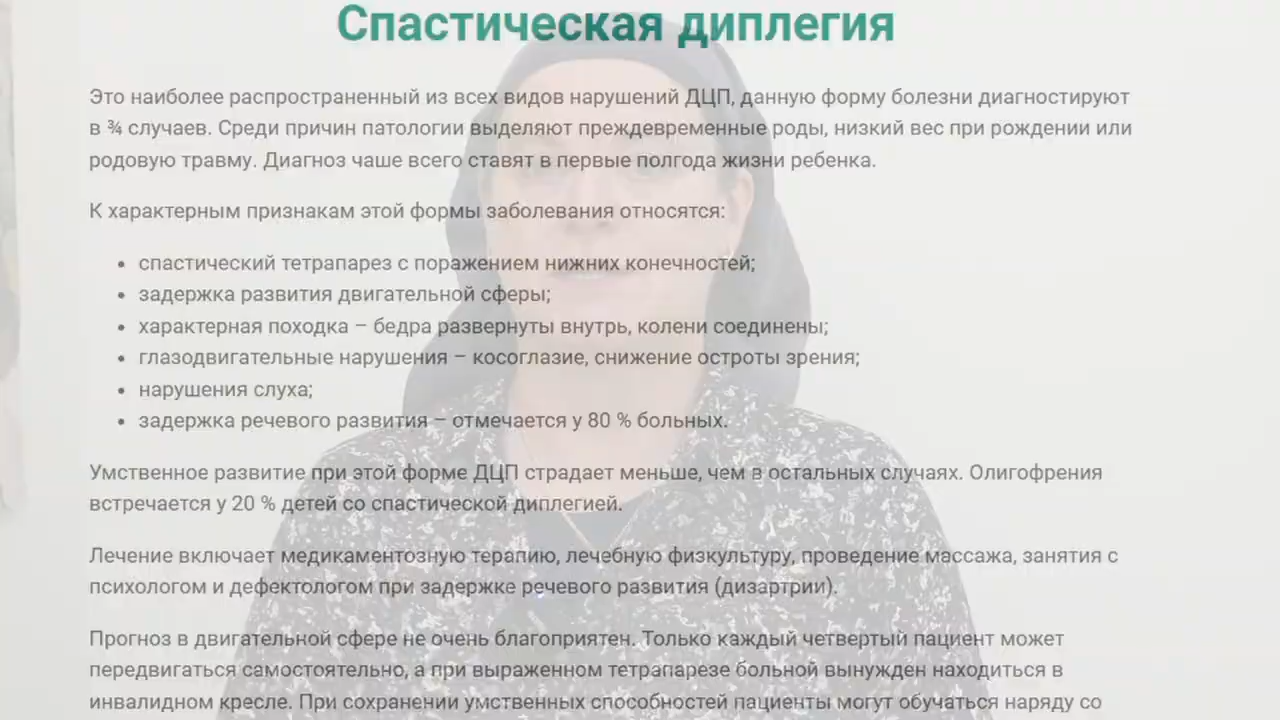 Спастическая диплегия
Это наиболее распространенный из всех видов нарушений ДЦП, данную форму болезни диагностируют
в ¾ случаев. Среди причин патологии выделяют преждевременные роды, низкий вес при рождении или
родовую травму. Диагноз чаше всего ставят в первые полгода жизни ребенка.
К характерным признакам этой формы заболевания относятся:
• спастический тетрапарез с поражением нижних конечностей;
• задержка развития двигательной сферы;
• характерная походка – бедра развернуты внутрь, колени соединены;
• глазодвигательные нарушения – косоглазие, снижение остроты зрения;
• нарушения слуха;
• задержка речевого развития – отмечается у 80 % больных.
Умственное развитие при этой форме ДЦП страдает меньше, чем в остальных случаях. Олигофрения
встречается у 20 % детей со спастической диплегией.
Лечение включает медикаментозную терапию, лечебную физкультуру, проведение массажа, занятия с
психологом и дефектологом при задержке речевого развития (дизартрии).
Прогноз в двигательной сфере не очень благоприятен. Только каждый четвертый пациент может
передвигаться самостоятельно, а при выраженном тетрапарезе больной вынужден находиться в
инвалидном кресле. При сохранении умственных способностей пациенты могут обучаться наряду со